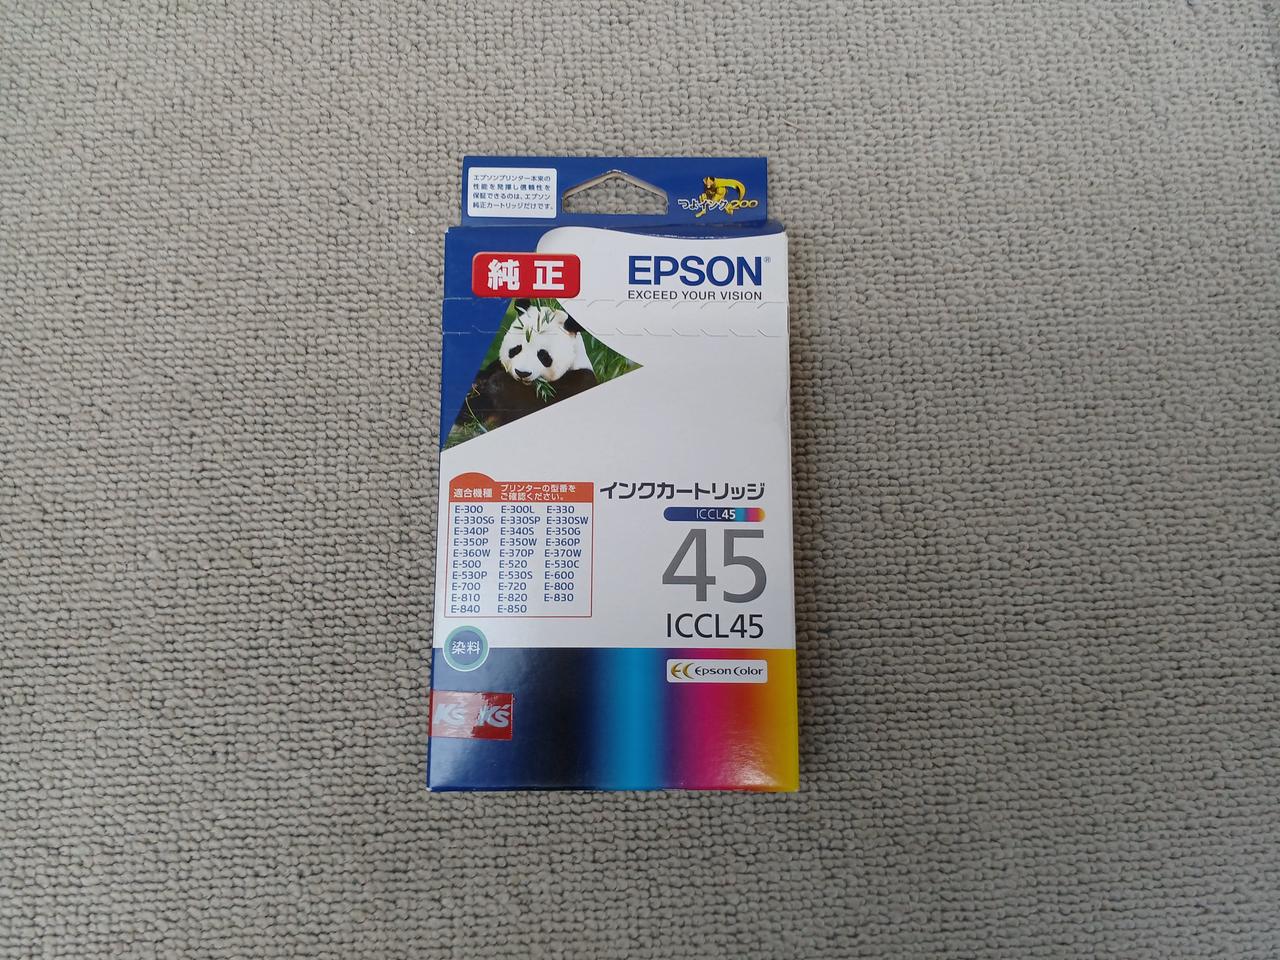 エプソンプリンター本来の
性能を発揮し信頼性を
保証できるのは、エプソン
純正カートリッジだけです。
つよインク200
純正
EPSON®
EXCEED YOUR VISION
適合機種
プリンターの型番を
ご確認ください。
E-300 E-300L E-330
E-330SG E-330SP E-330SW
E-340P E-340S E-350G
E-350P E-350W E-360P
E-360W E-370P E-370W
E-500 E-520 E-530C
E-530P E-530S E-600
E-700 E-720 E-800
E-810 E-820 E-830
E-840 E-850
インクカートリッジ
ICCL45
45
ICCL45
染料
EC Epson Color
K's K's